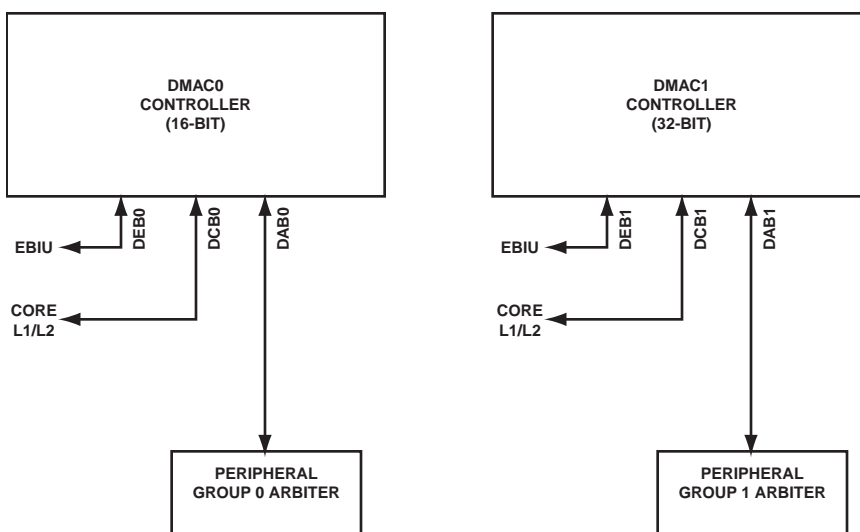 DMAC0
CONTROLLER
(16-BIT)
DEB0
DCB0
DAB0
EBIU
CORE
L1/L2
PERIPHERAL
GROUP 0 ARBITER
DMAC1
CONTROLLER
(32-BIT)
DEB1
DCB1
DAB1
EBIU
CORE
L1/L2
PERIPHERAL
GROUP 1 ARBITER